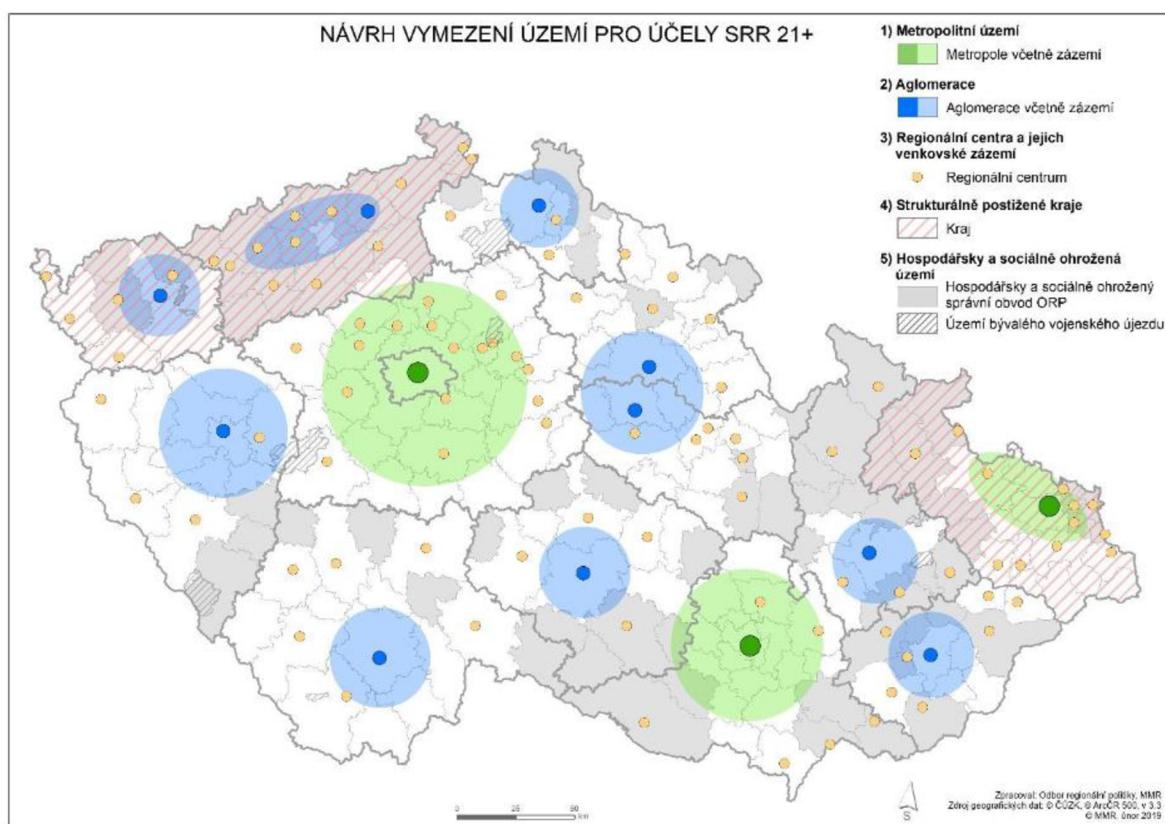 NÁVRH VYMEZENÍ ÚZEMÍ PRO ÚČELY SRR 21+
1) Metropolitní území
Metropole včetně zázemí
2) Aglomerace
Aglomerace včetně zázemí
3) Regionální centra a jejich
venkovské zázemí
Regionální centrum
4) Strukturálně postižené kraje
Kraj
5) Hospodářsky a sociálně ohrožená
území
Hospodářsky a sociálně ohrožený
správní obvod ORP
Území bývalého vojenského újezdu
0 25 50
km
S
Zpracoval: Odbor regionální politiky, MMR
Zdroj geografických dat: © ČÚZK, © ArcČR 500, v 3.3
© MMR, únor 2019